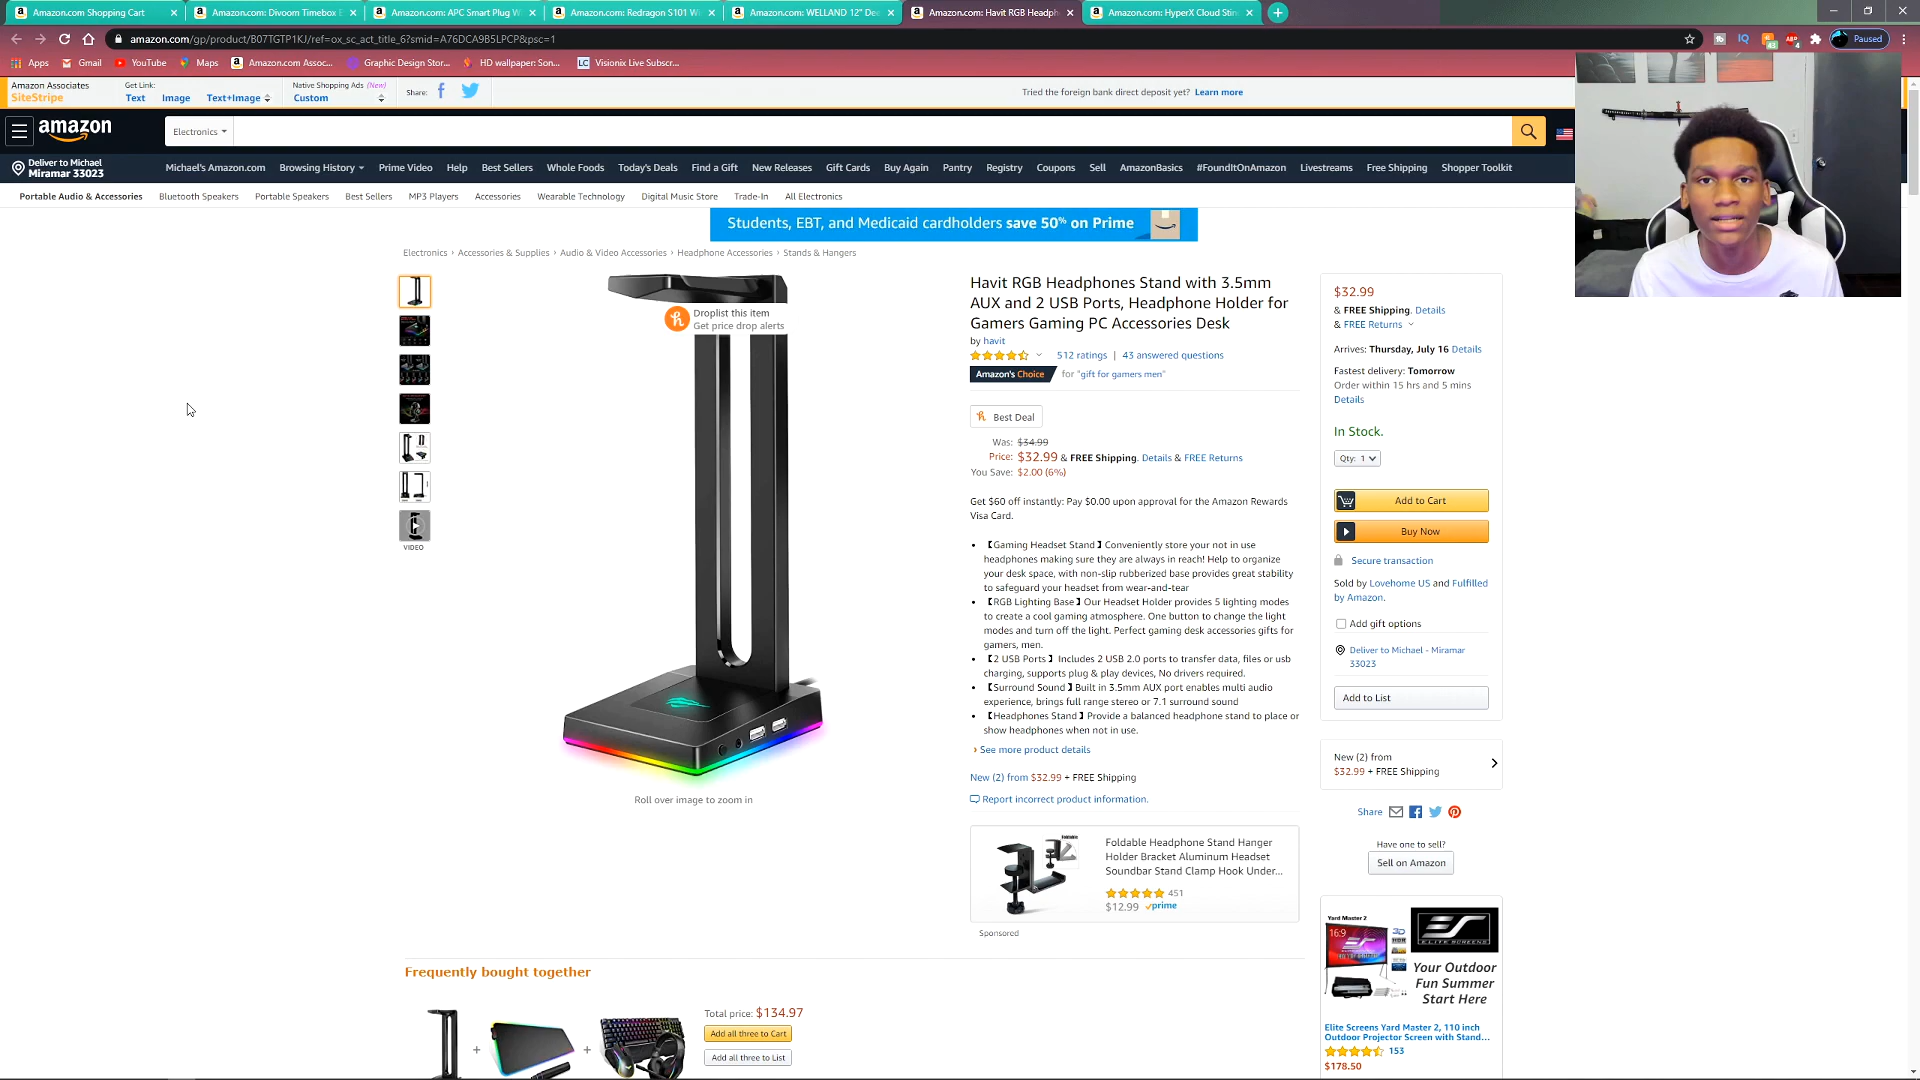 Amazon.com Shopping Cart
Amazon.com: Divoom Timebox E
Amazon.com: APC Smart Plug W
Amazon.com: Redragon S101 Wi
Amazon.com: WELLAND 12" Dee
Amazon.com: Havit RGB Headph
Amazon.com: HyperX Cloud Stin
amazon.com/gp/product/B07TGTP1KJ/ref=ox_sc_act_title_6?smid=A76DCA9B5LPCP&psc=1
Paused
Apps
Gmail
YouTube
Maps
Amazon.com Assoc...
Graphic Design Stor...
HD wallpaper: Son...
LC Visionix Live Subscr...
Amazon Associates
SiteStripe
Get Link:
Text Image Text+Image
Native Shopping Ads (New)
Custom
Share:
Tried the foreign bank direct deposit yet? Learn more
amazon
Electronics
Deliver to Michael
Miramar 33023
Michael's Amazon.com Browsing History Prime Video Help Best Sellers Whole Foods Today's Deals Find a Gift New Releases Gift Cards Buy Again Pantry Registry Coupons Sell AmazonBasics #FoundItOnAmazon Livestreams Free Shipping Shopper Toolkit
Portable Audio & Accessories Bluetooth Speakers Portable Speakers Best Sellers MP3 Players Accessories Wearable Technology Digital Music Store Trade-In All Electronics
Students, EBT, and Medicaid cardholders save 50% on Prime
Electronics › Accessories & Supplies › Audio & Video Accessories › Headphone Accessories › Stands & Hangers
VIDEO
Droplist this item
Get price drop alerts
Roll over image to zoom in
Havit RGB Headphones Stand with 3.5mm
AUX and 2 USB Ports, Headphone Holder for
Gamers Gaming PC Accessories Desk
by havit
512 ratings | 43 answered questions
Amazon's Choice for "gift for gamers men"
Best Deal
Was: $34.99
Price: $32.99 & FREE Shipping. Details & FREE Returns
You Save: $2.00 (6%)
Get $60 off instantly: Pay $0.00 upon approval for the Amazon Rewards
Visa Card.
• 【Gaming Headset Stand】Conveniently store your not in use
headphones making sure they are always in reach! Help to organize
your desk space, with non-slip rubberized base provides great stability
to safeguard your headset from wear-and-tear
• 【RGB Lighting Base】Our Headset Holder provides 5 lighting modes
to create a cool gaming atmosphere. One button to change the light
modes and turn off the light. Perfect gaming desk accessories gifts for
gamers, men.
• 【2 USB Ports】Includes 2 USB 2.0 ports to transfer data, files or usb
charging, supports plug & play devices, No drivers required.
• 【Surround Sound】Built in 3.5mm AUX port enables multi audio
experience, brings full range stereo or 7.1 surround sound
• 【Headphones Stand】Provide a balanced headphone stand to place or
show headphones when not in use.
› See more product details
New (2) from $32.99 + FREE Shipping
Report incorrect product information.
Foldable
Foldable Headphone Stand Hanger
Holder Bracket Aluminum Headset
Soundbar Stand Clamp Hook Under...
451
$12.99 prime
Sponsored
$32.99
& FREE Shipping. Details
& FREE Returns
Arrives: Thursday, July 16 Details
Fastest delivery: Tomorrow
Order within 15 hrs and 5 mins
Details
In Stock.
Qty: 1
Add to Cart
Buy Now
Secure transaction
Sold by Lovehome US and Fulfilled
by Amazon.
Add gift options
Deliver to Michael - Miramar
33023
Add to List
New (2) from
$32.99 + FREE Shipping
Share
Have one to sell?
Sell on Amazon
Yard Master 2
16:9
3D
ELITE SCREENS
Your Outdoor
Fun Summer
Start Here
Elite Screens Yard Master 2, 110 inch
Outdoor Projector Screen with Stand...
153
$178.50
Frequently bought together
Total price: $134.97
Add all three to Cart
Add all three to List